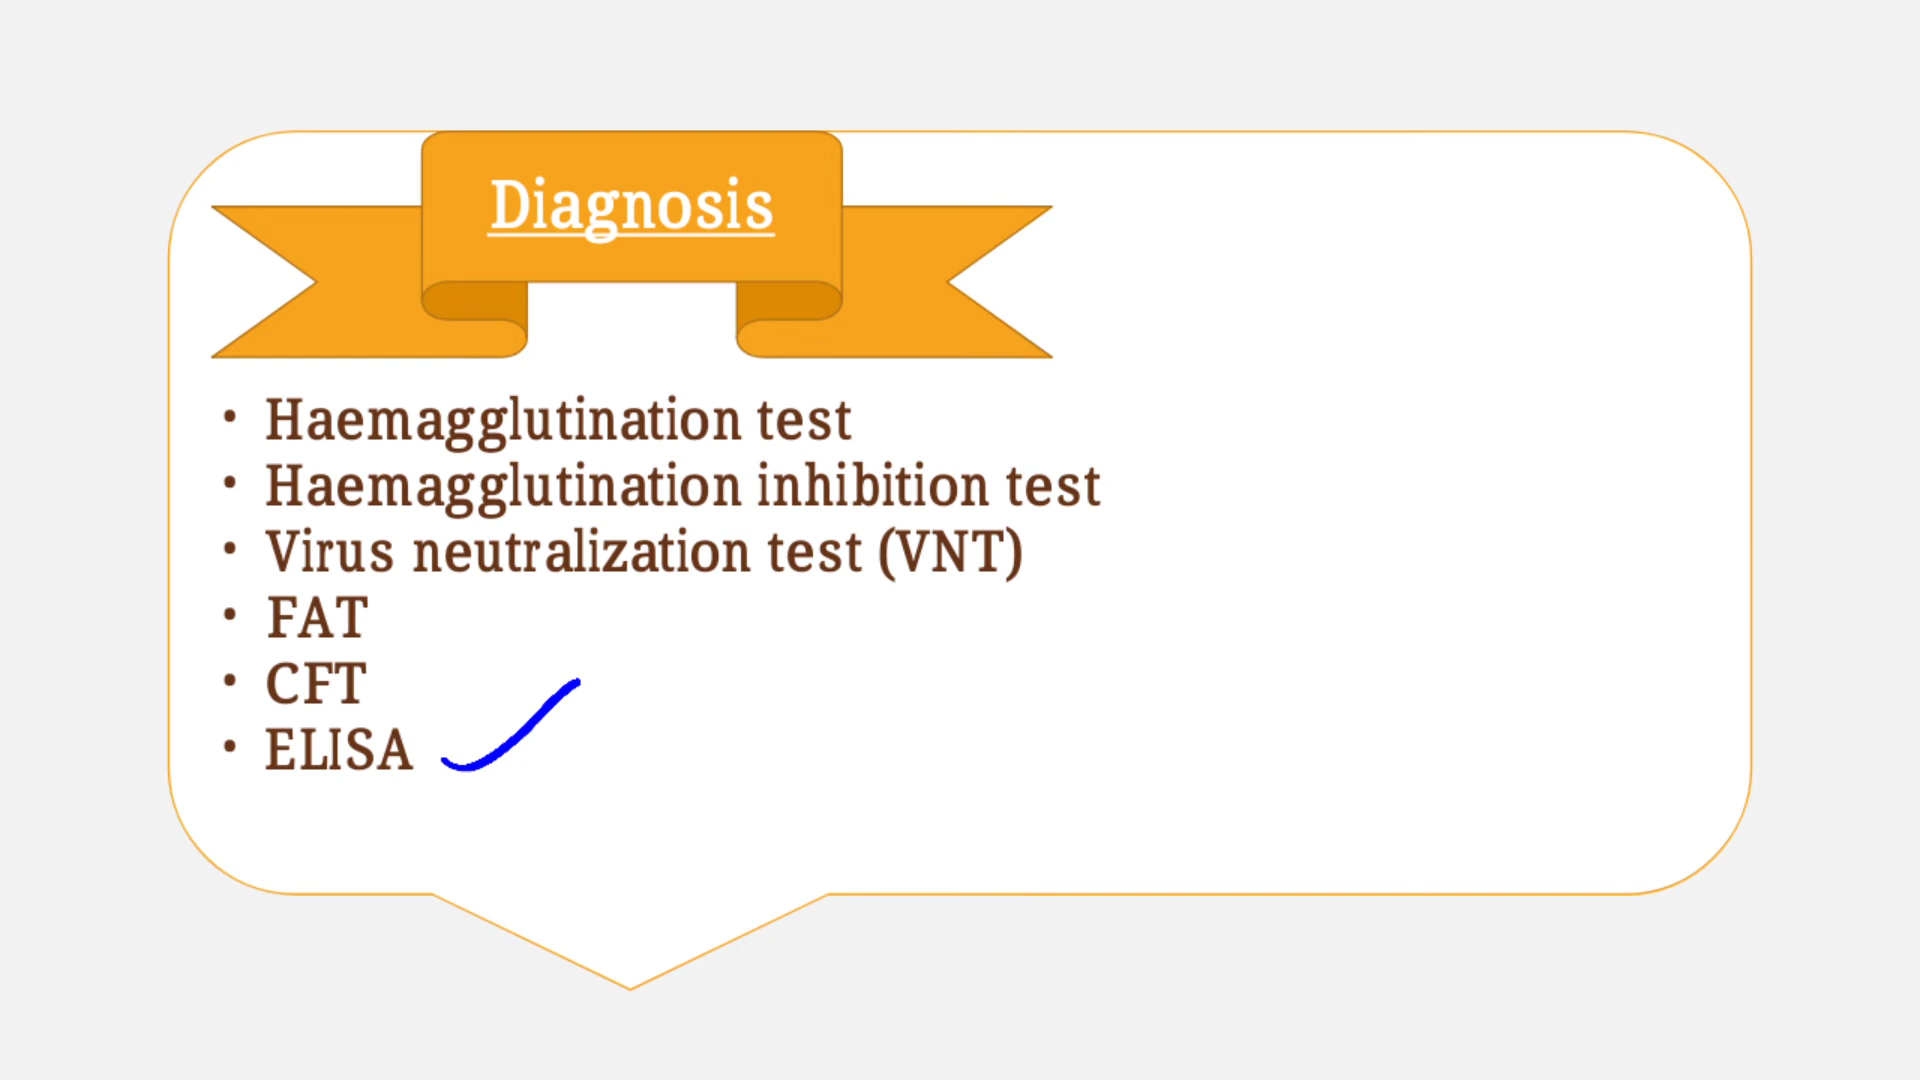 Diagnosis
• Haemagglutination test
• Haemagglutination inhibition test
• Virus neutralization test (VNT)
• FAT
• CFT
• ELISA